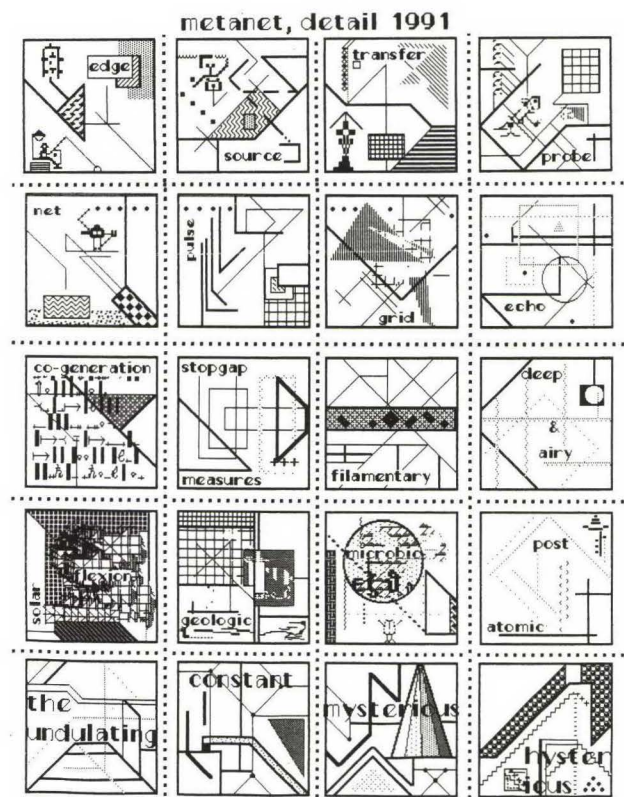 metanet, detail 1991
edge
source
transfer
probe
net
pulse
grid
echo
co-generation
stopgap
measures
filamentary
deep
&
airy
solar
flexion
geologic
microbic
post
atomic
the
undulating
constant
mysterious
hyster
ious